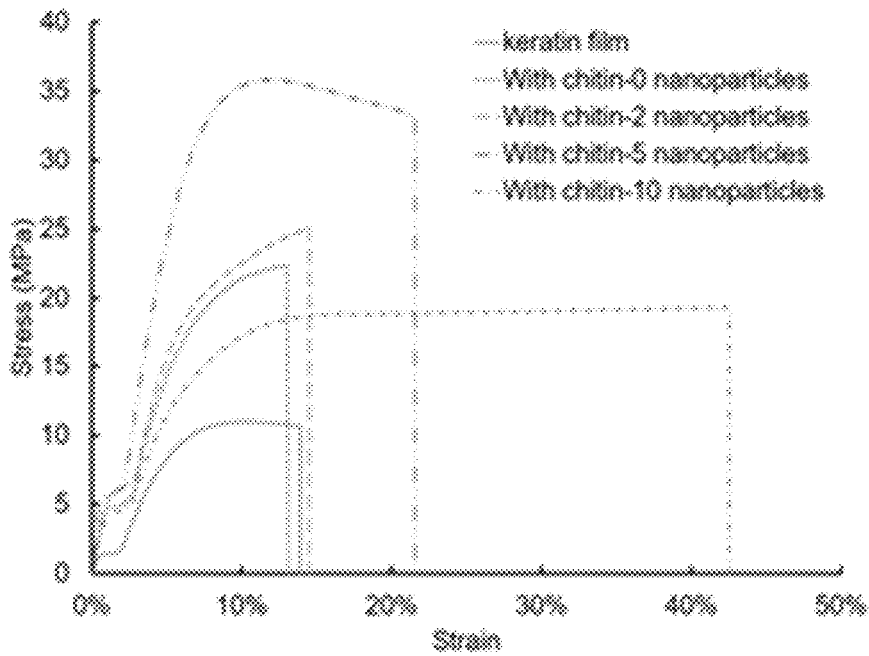 40
35
30
25
20
15
10
5
0
Stress (MPa)
keratin film
With chitin-0 nanoparticles
With chitin-2 nanoparticles
With chitin-5 nanoparticles
With chitin-10 nanoparticles
0% 10% 20% 30% 40% 50%
Strain